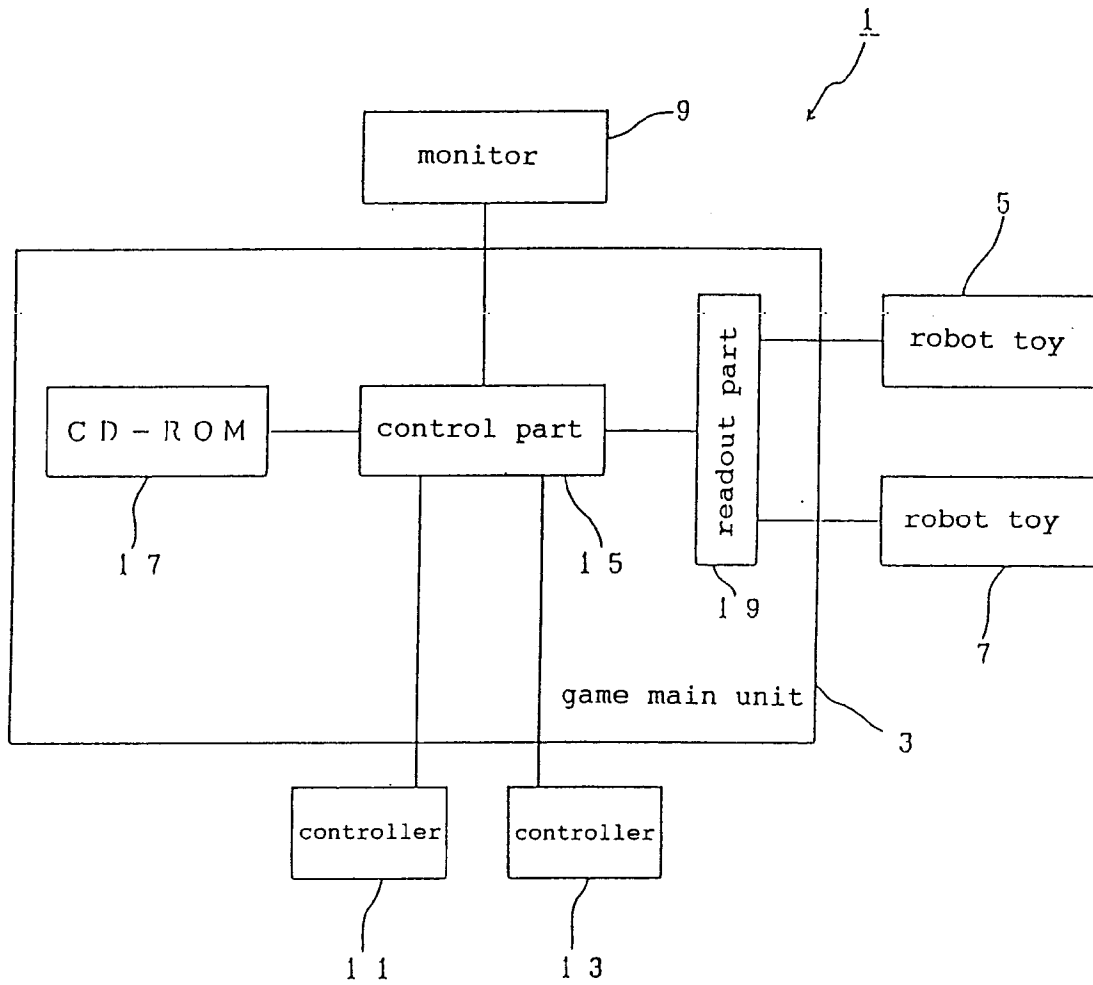 1
9
monitor
5
robot toy
readout part
CD-ROM
control part
robot toy
17
15
19
7
game main unit
3
controller
controller
11
13